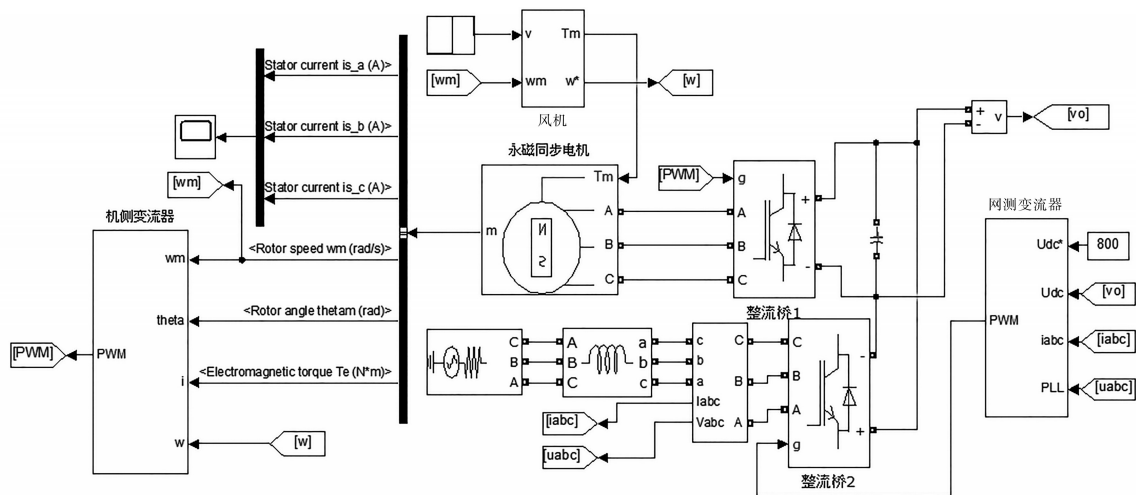 v
Tm
wm
w*
[wm]
[w]
风机
Stator current is_a (A)>
Stator current is_b (A)>
Stator current is_c (A)>
[wm]
机侧变流器
wm
<Rotor speed wm (rad/s)>
theta
<Rotor angle thetam (rad)>
[PWM]
PWM
i
<Electromagnetic torque Te (N*m)>
w
[w]
永磁同步电机
Tm
m
N
S
A
B
C
[PWM]
g
A
B
C
+
-
整流桥1
+
-
v
[vo]
网测变流器
Udc*
800
Udc
[vo]
PWM
iabc
[iabc]
PLL
[uabc]
C
B
A
A
B
C
a
b
c
c
b
a
Iabc
Vabc
C
B
A
[iabc]
[uabc]
C
B
A
g
-
+
整流桥2